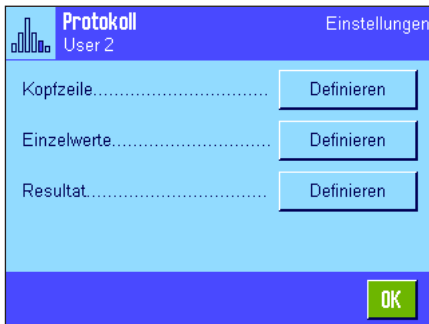 Protokoll
Einstellungen
User 2
Kopfzeile.............................. Definieren
Einzelwerte........................... Definieren
Resultat............................... Definieren
OK